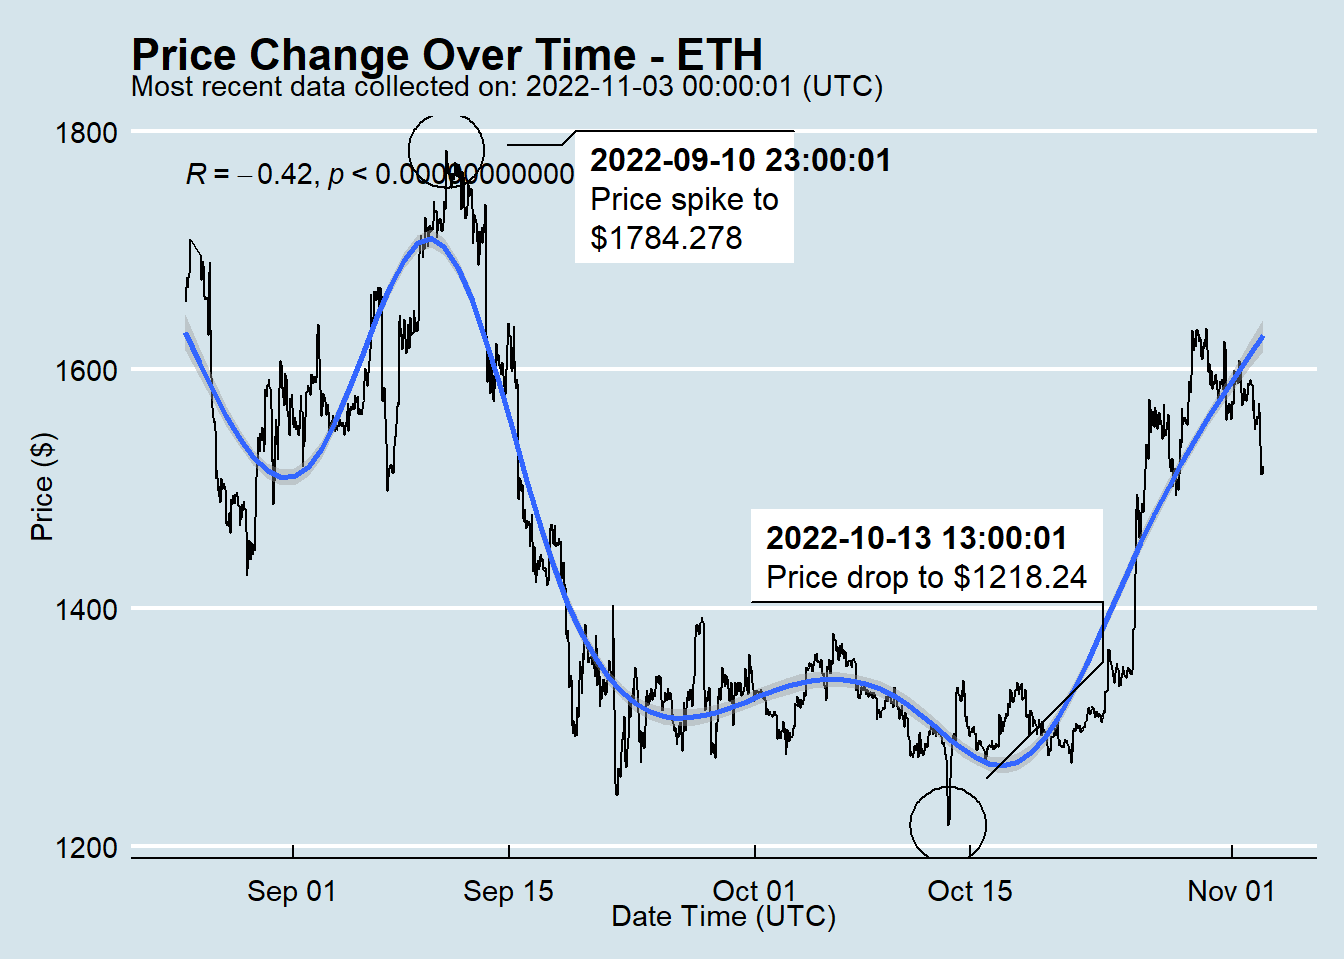 Price Change Over Time - ETH
Most recent data collected on: 2022-11-03 00:00:01 (UTC)
R = −0.42, p < 0.00000000000
2022-09-10 23:00:01
Price spike to
$1784.278
2022-10-13 13:00:01
Price drop to $1218.24
Price ($)
1800
1600
1400
1200
Sep 01
Sep 15
Oct 01
Oct 15
Nov 01
Date Time (UTC)